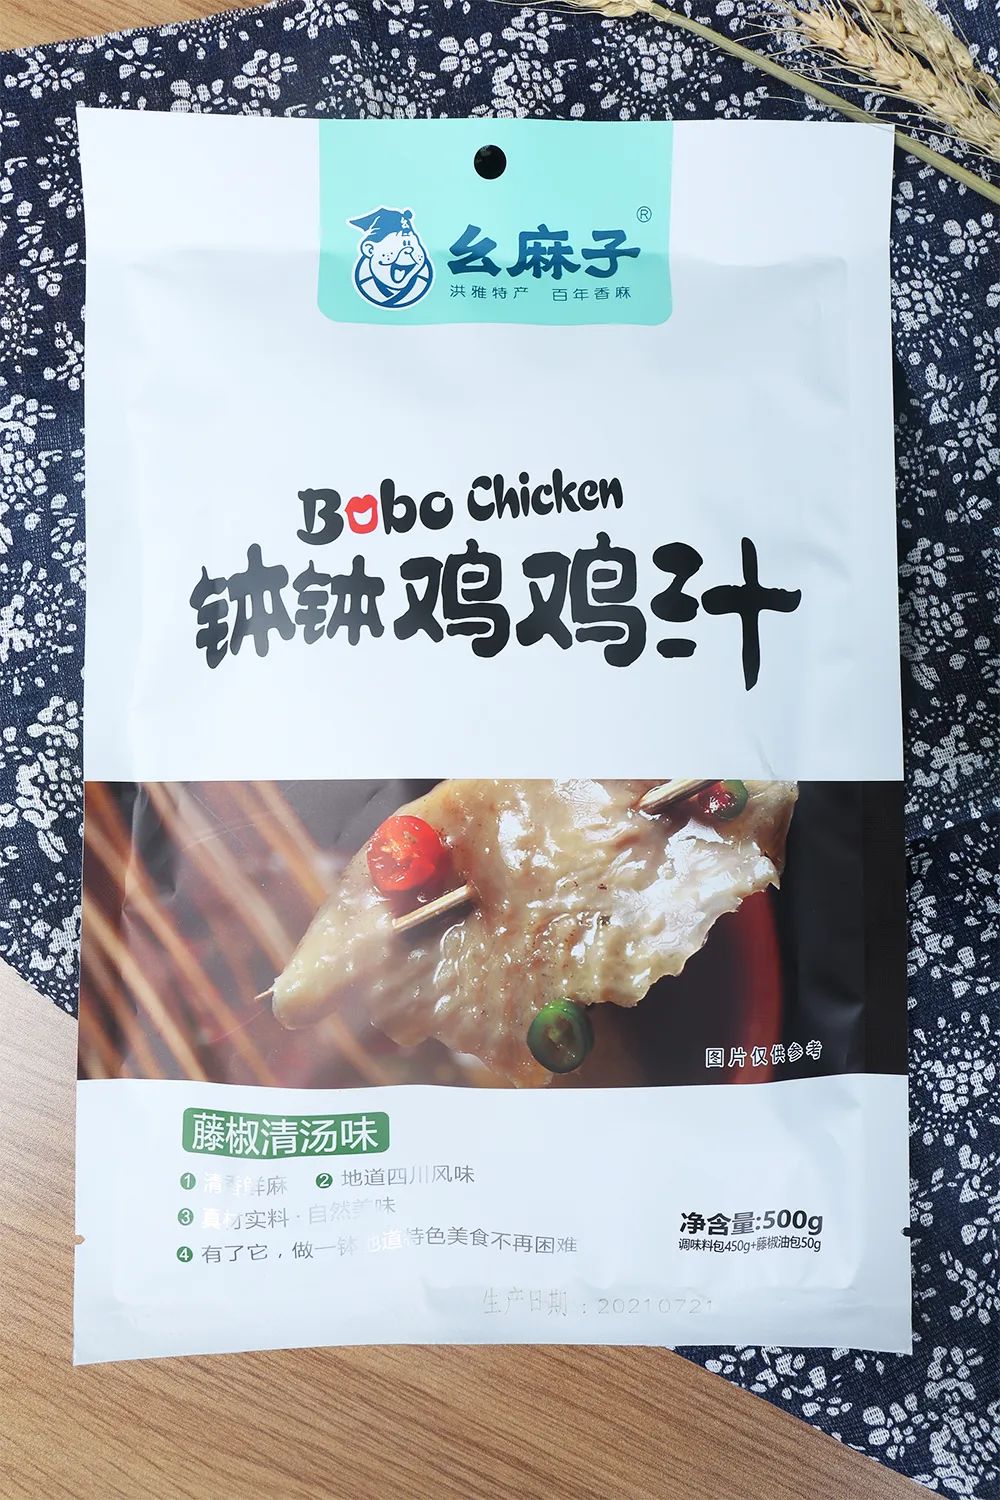 幺麻子®
洪雅特产 百年香麻
Bobo Chicken
钵钵鸡鸡汁
图片仅供参考
藤椒清汤味
1 清香鲜麻 2 地道四川风味
3 真材实料·自然美味
4 有了它，做一钵地道特色美食不再困难
净含量:500g
调味料包450g+藤椒油包50g
生产日期：20210721